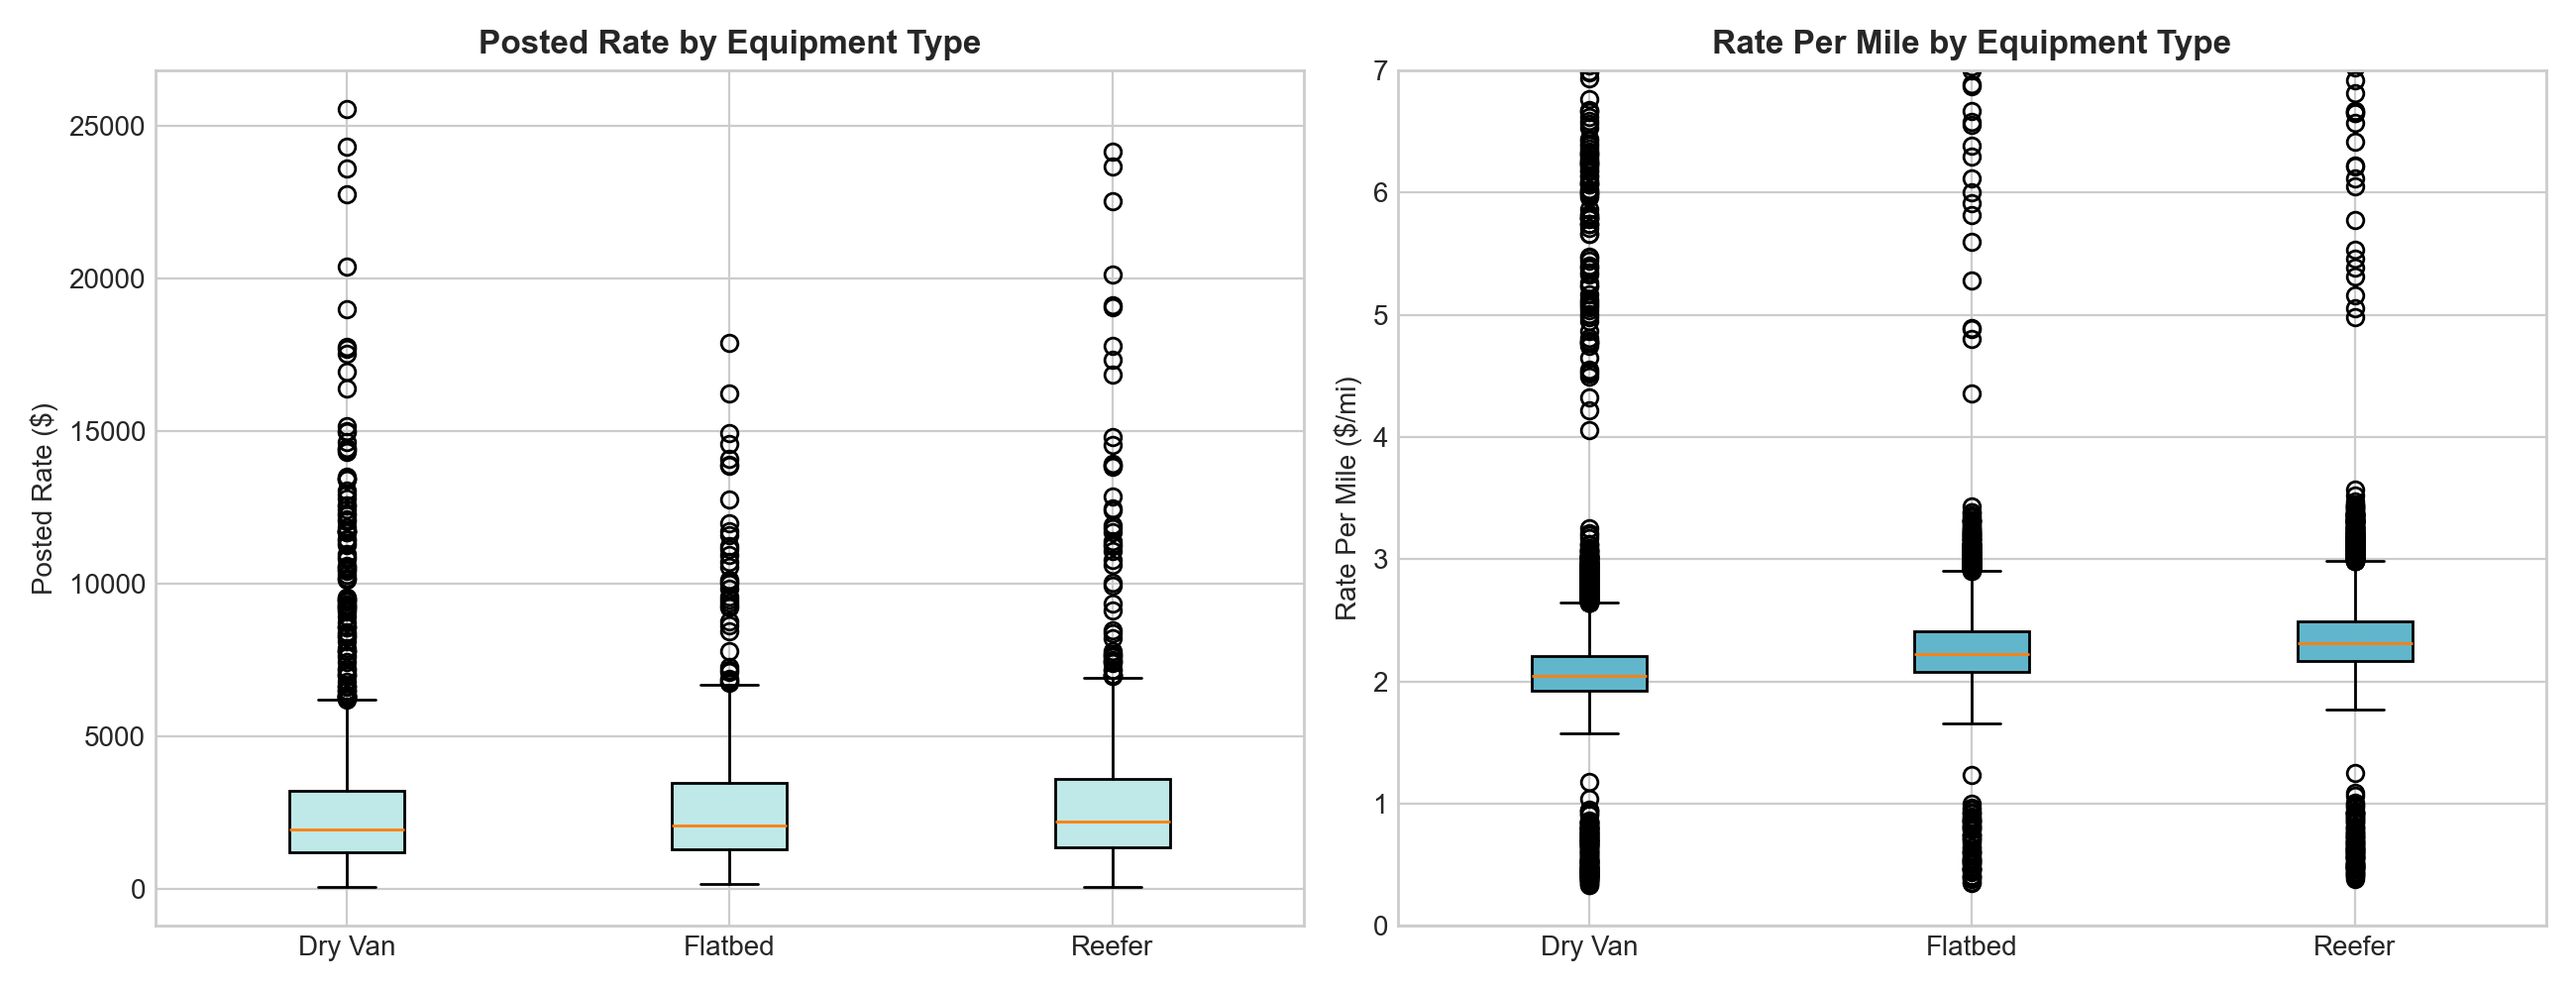 Posted Rate by Equipment Type
Posted Rate ($)
25000
20000
15000
10000
5000
0
Dry Van
Flatbed
Reefer
Rate Per Mile by Equipment Type
Rate Per Mile ($/mi)
7
6
5
4
3
2
1
0
Dry Van
Flatbed
Reefer